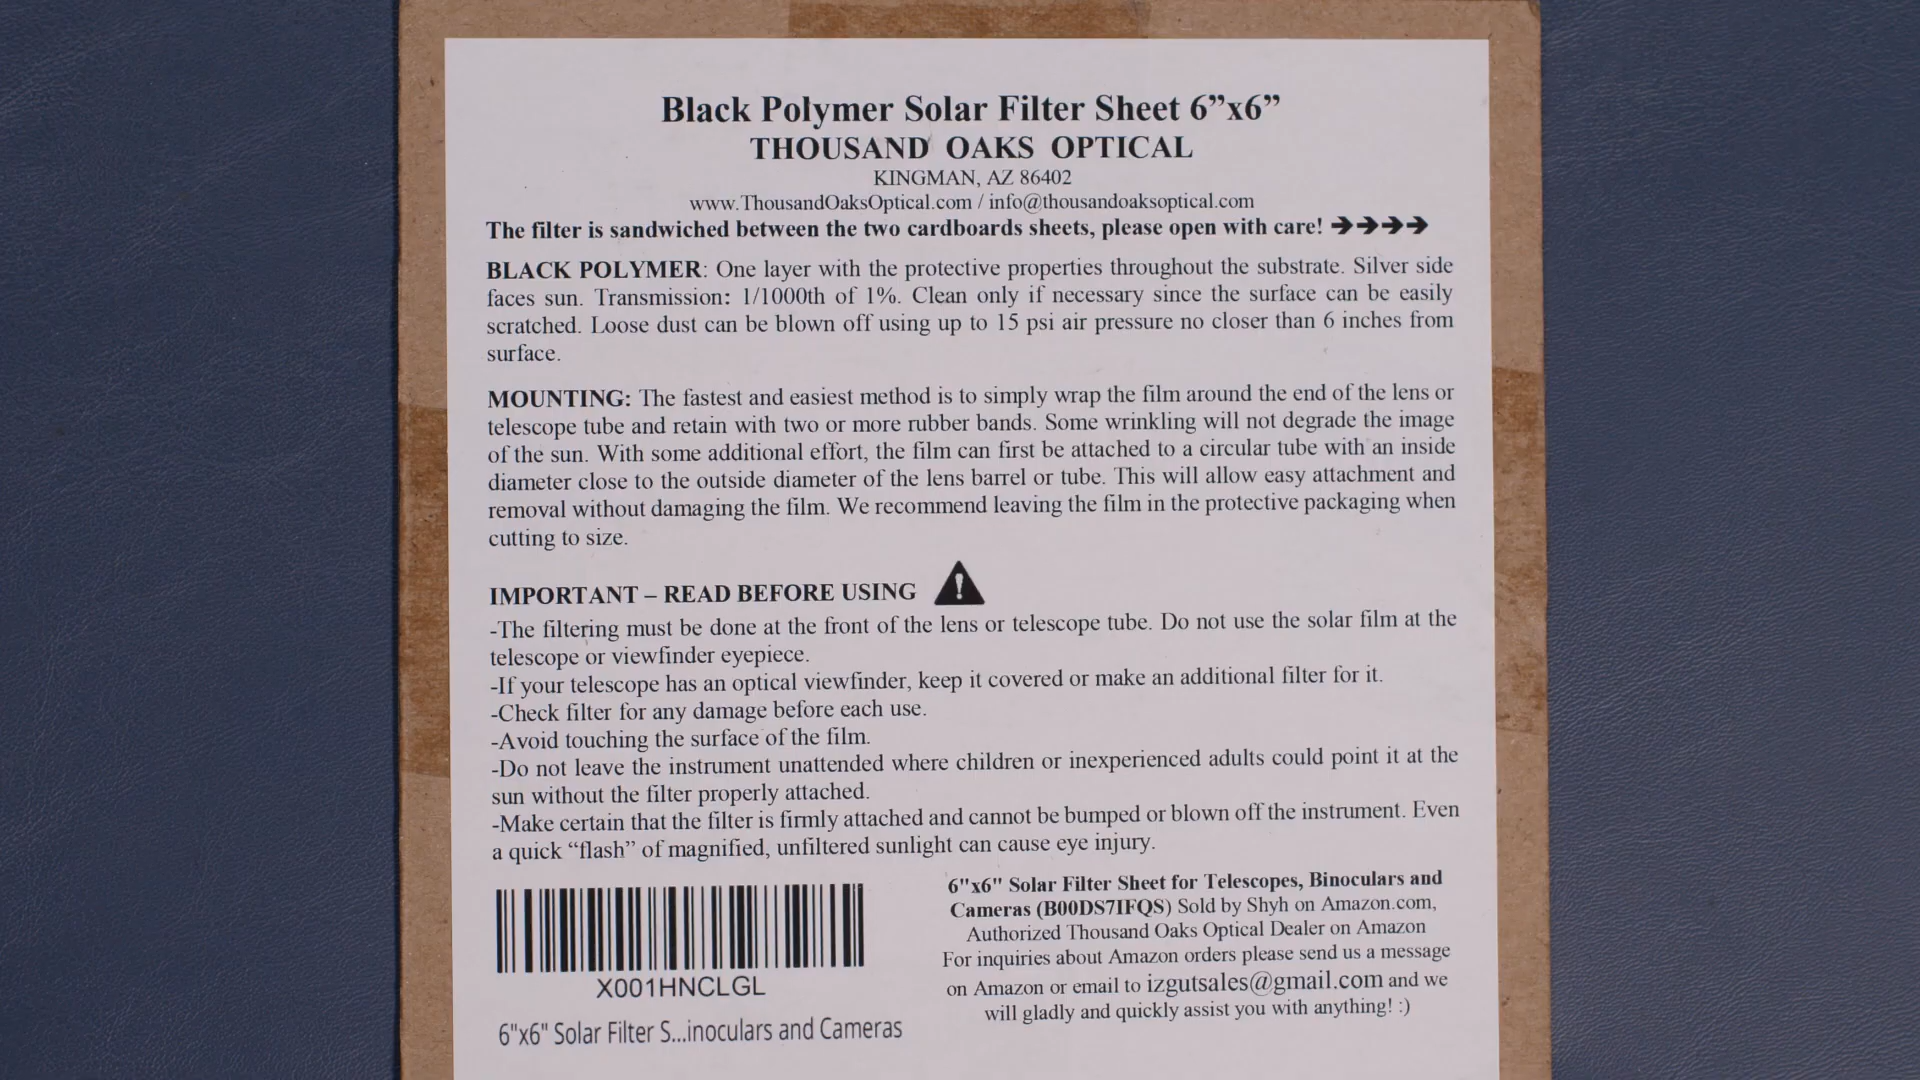 Black Polymer Solar Filter Sheet 6”x6”
THOUSAND OAKS OPTICAL
KINGMAN, AZ 86402
www.ThousandOaksOptical.com / info@thousandoaksoptical.com
The filter is sandwiched between the two cardboards sheets, please open with care! ➔➔➔➔
BLACK POLYMER: One layer with the protective properties throughout the substrate. Silver side
faces sun. Transmission: 1/1000th of 1%. Clean only if necessary since the surface can be easily
scratched. Loose dust can be blown off using up to 15 psi air pressure no closer than 6 inches from
surface.
MOUNTING: The fastest and easiest method is to simply wrap the film around the end of the lens or
telescope tube and retain with two or more rubber bands. Some wrinkling will not degrade the image
of the sun. With some additional effort, the film can first be attached to a circular tube with an inside
diameter close to the outside diameter of the lens barrel or tube. This will allow easy attachment and
removal without damaging the film. We recommend leaving the film in the protective packaging when
cutting to size.
IMPORTANT – READ BEFORE USING
-The filtering must be done at the front of the lens or telescope tube. Do not use the solar film at the
telescope or viewfinder eyepiece.
-If your telescope has an optical viewfinder, keep it covered or make an additional filter for it.
-Check filter for any damage before each use.
-Avoid touching the surface of the film.
-Do not leave the instrument unattended where children or inexperienced adults could point it at the
sun without the filter properly attached.
-Make certain that the filter is firmly attached and cannot be bumped or blown off the instrument. Even
a quick “flash” of magnified, unfiltered sunlight can cause eye injury.
X001HNCLGL
6"x6" Solar Filter S...inoculars and Cameras
6"x6" Solar Filter Sheet for Telescopes, Binoculars and
Cameras (B00DS7IFQS) Sold by Shyh on Amazon.com,
Authorized Thousand Oaks Optical Dealer on Amazon
For inquiries about Amazon orders please send us a message
on Amazon or email to izgutsales@gmail.com and we
will gladly and quickly assist you with anything! :)